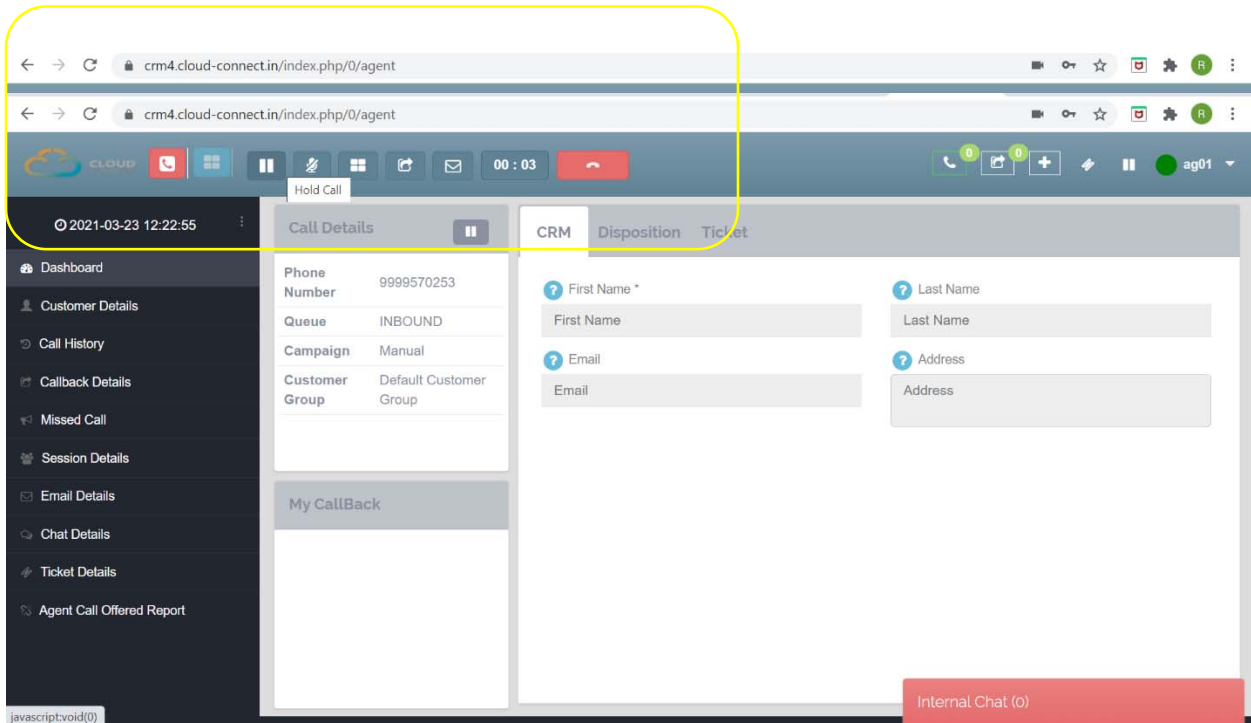 crm4.cloud-connect.in/index.php/0/agent
R
crm4.cloud-connect.in/index.php/0/agent
R
CLOUD
00 : 03
0
0
ag01
Hold Call
2021-03-23 12:22:55
Dashboard
Customer Details
Call History
Callback Details
Missed Call
Session Details
Email Details
Chat Details
Ticket Details
Agent Call Offered Report
Call Details
Phone Number 9999570253
Queue INBOUND
Campaign Manual
Customer Group Default Customer Group
My CallBack
CRM Disposition Ticket
First Name *
First Name
Last Name
Last Name
Email
Email
Address
Address
Internal Chat (0)
javascript:void(0)